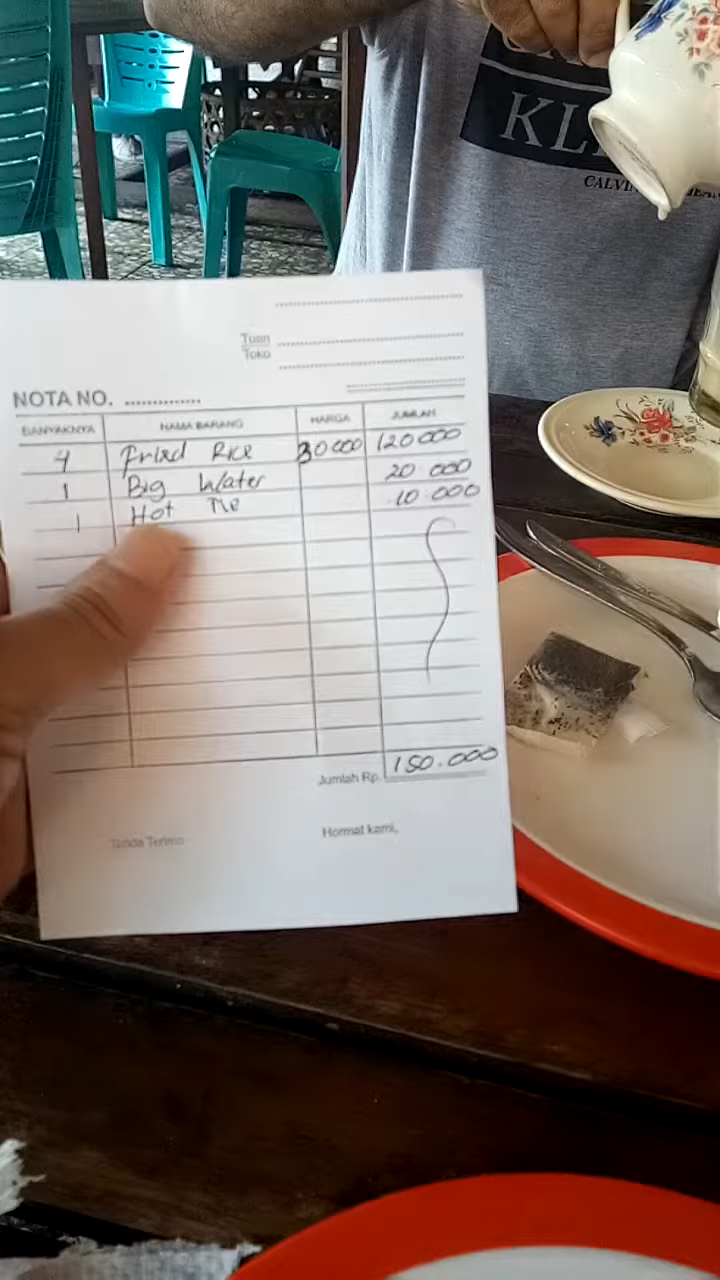 KL
CALVIN
Tuan
Toko
NOTA NO. ..............
BANYAKNYA NAMA BARANG HARGA JUMLAH
4 Fried Rice 30000 120000
1 Big Water 20 000
1 Hot Tie 10.000
Jumlah Rp. 150.000
Tanda Terima Hormat kami,